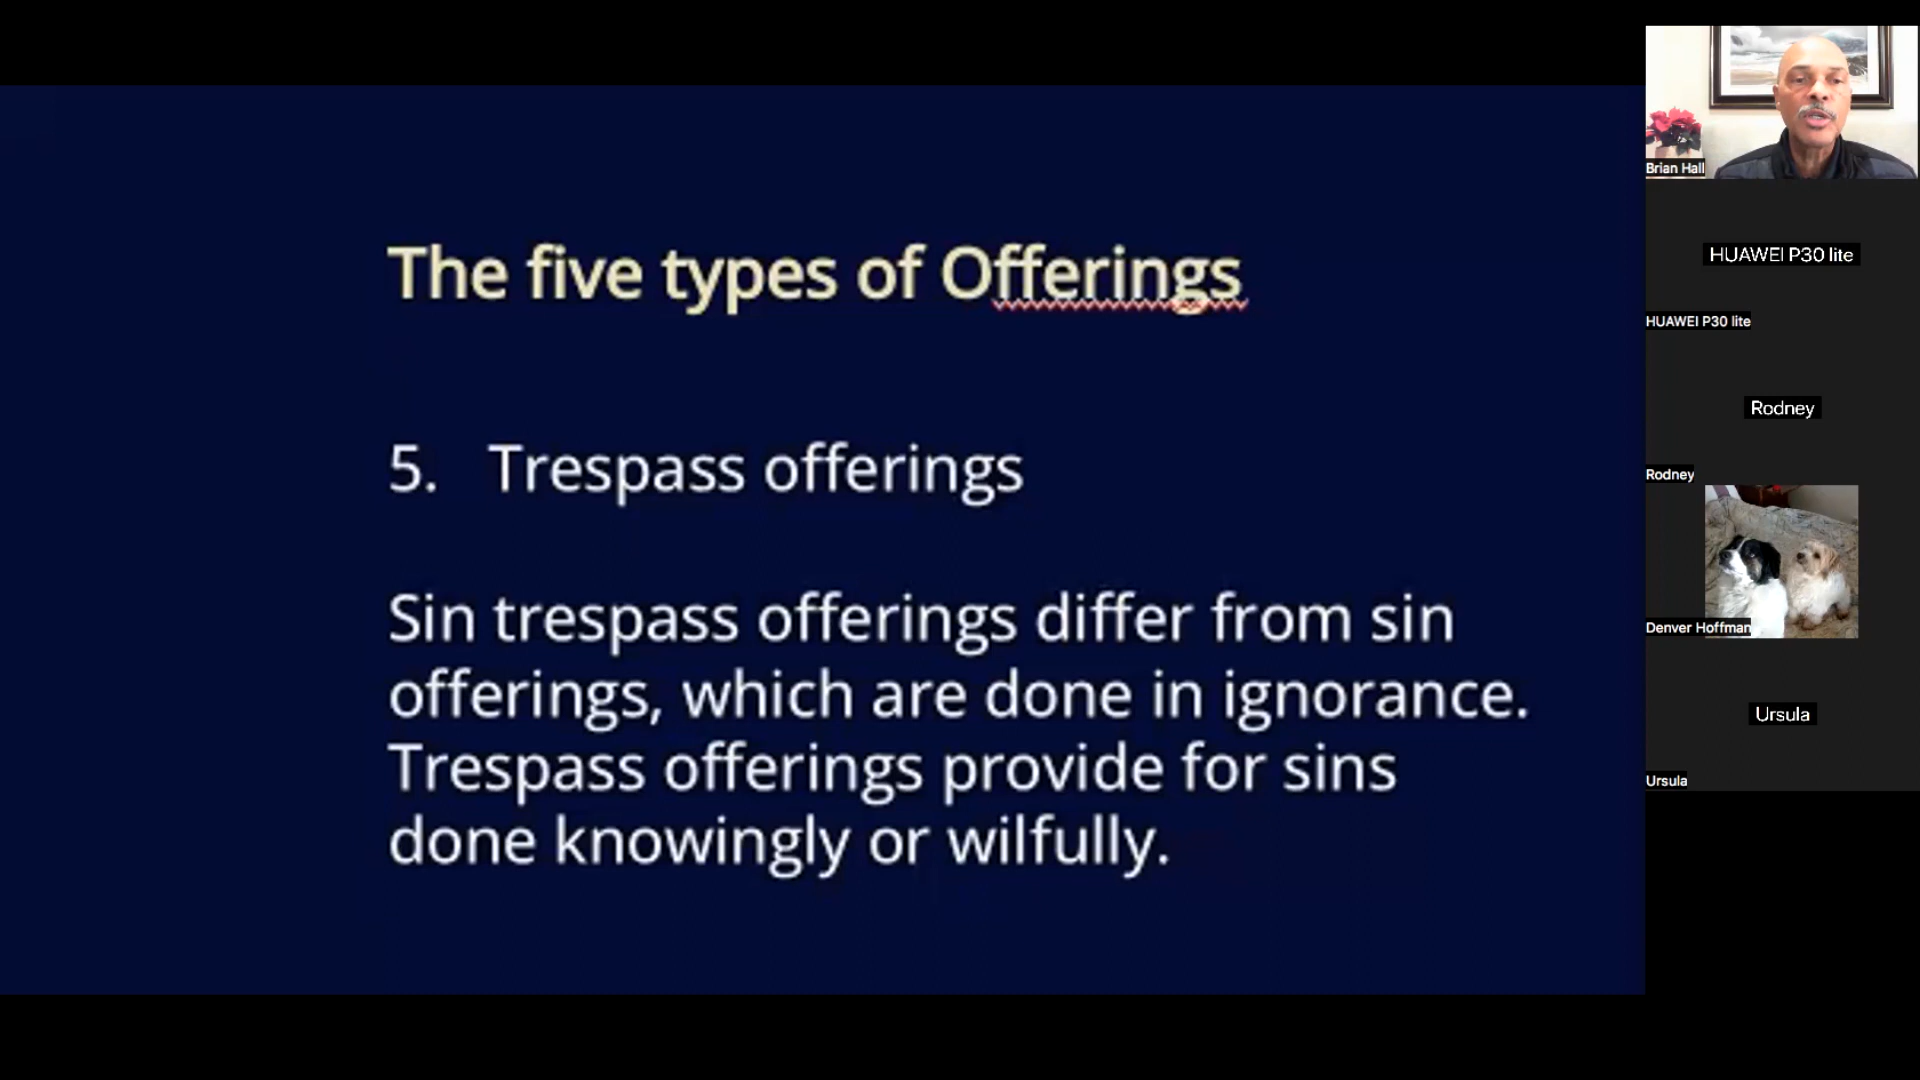 The five types of Offerings
5. Trespass offerings
Sin trespass offerings differ from sin
offerings, which are done in ignorance.
Trespass offerings provide for sins
done knowingly or wilfully.
Brian Hall
HUAWEI P30 lite
HUAWEI P30 lite
Rodney
Rodney
Denver Hoffman
Ursula
Ursula